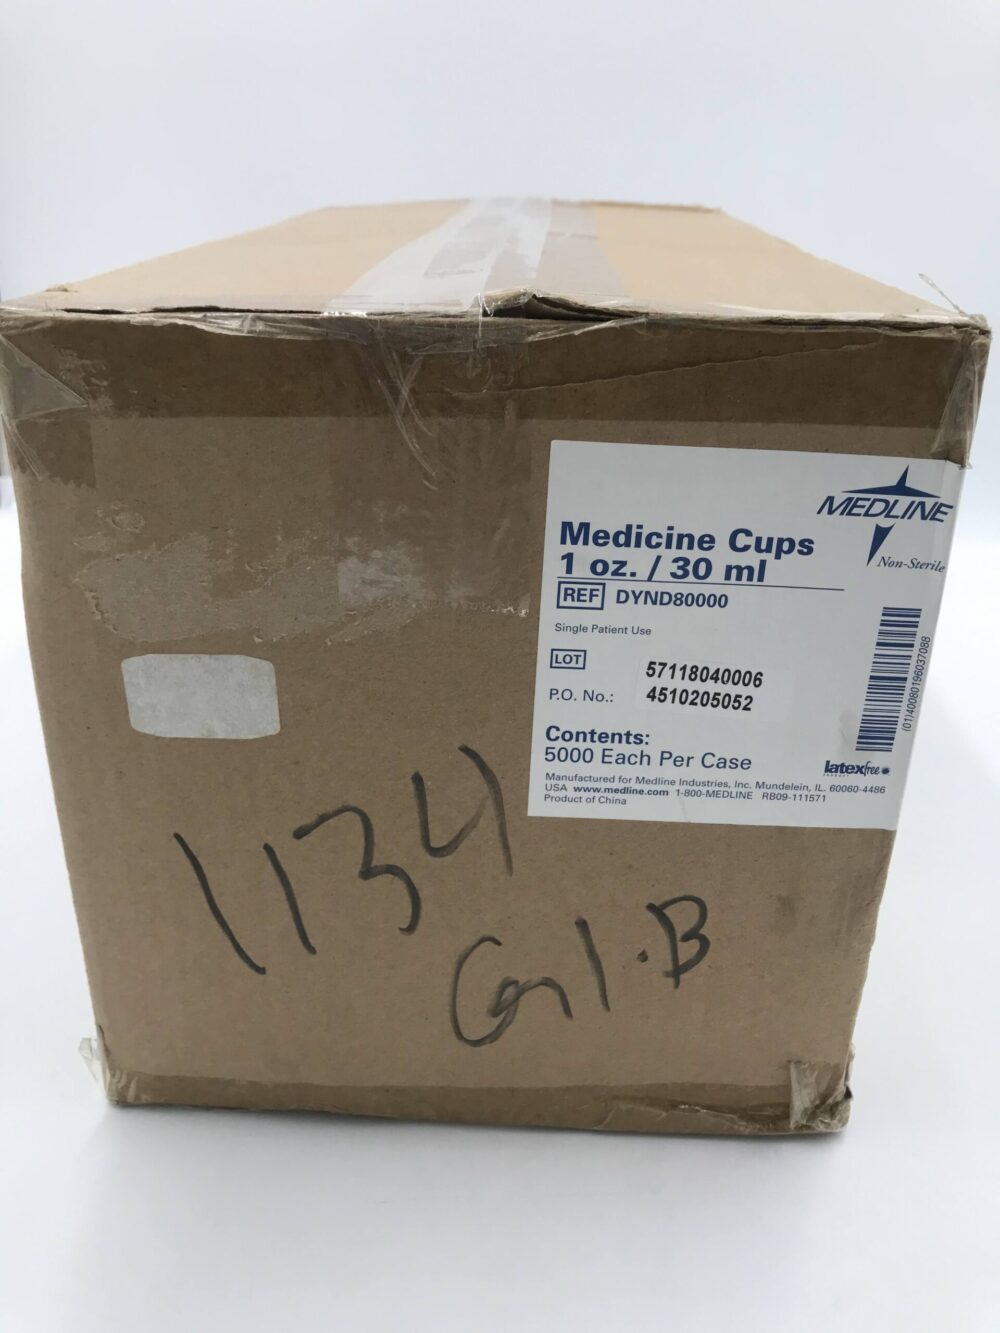 MEDLINE
Non-Sterile
Medicine Cups
1 oz. / 30 ml
REF DYND80000
Single Patient Use
LOT 57118040006
P.O. No.: 4510205052
Contents:
5000 Each Per Case
Manufactured for Medline Industries, Inc. Mundelein, IL. 60060-4486
USA www.medline.com 1-800-MEDLINE RB09-111571
Product of China
latexfree
PRODUCT
(01)40080196037088
1134